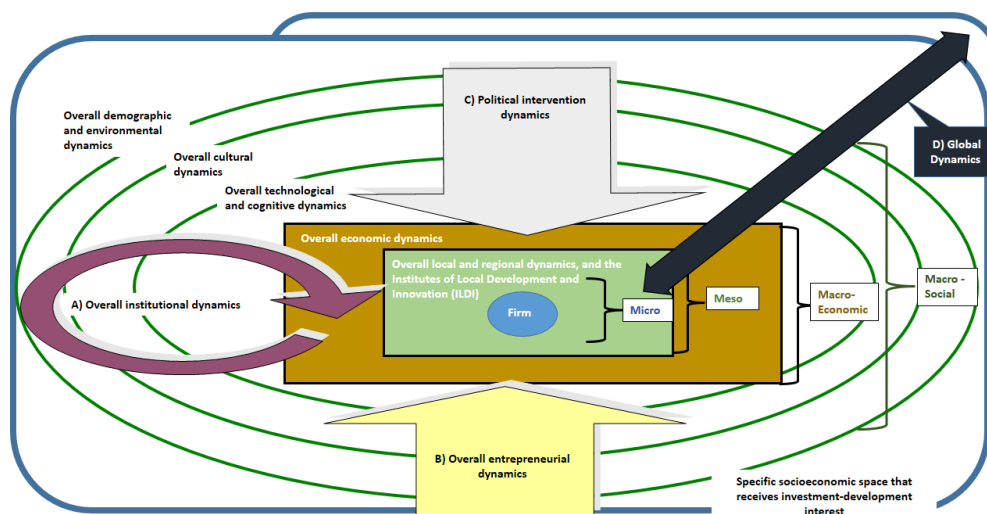 C) Political intervention
dynamics
Overall demographic
and environmental
dynamics
D) Global
Dynamics
Overall cultural
dynamics
Overall technological
and cognitive dynamics
Overall economic dynamics
Overall local and regional dynamics, and the
Institutes of Local Development and
Innovation (ILDI)
A) Overall institutional dynamics
Firm
Micro
Meso
Macro-
Economic
Macro -
Social
B) Overall entrepreneurial
dynamics
Specific socioeconomic space that
receives investment-development
interest